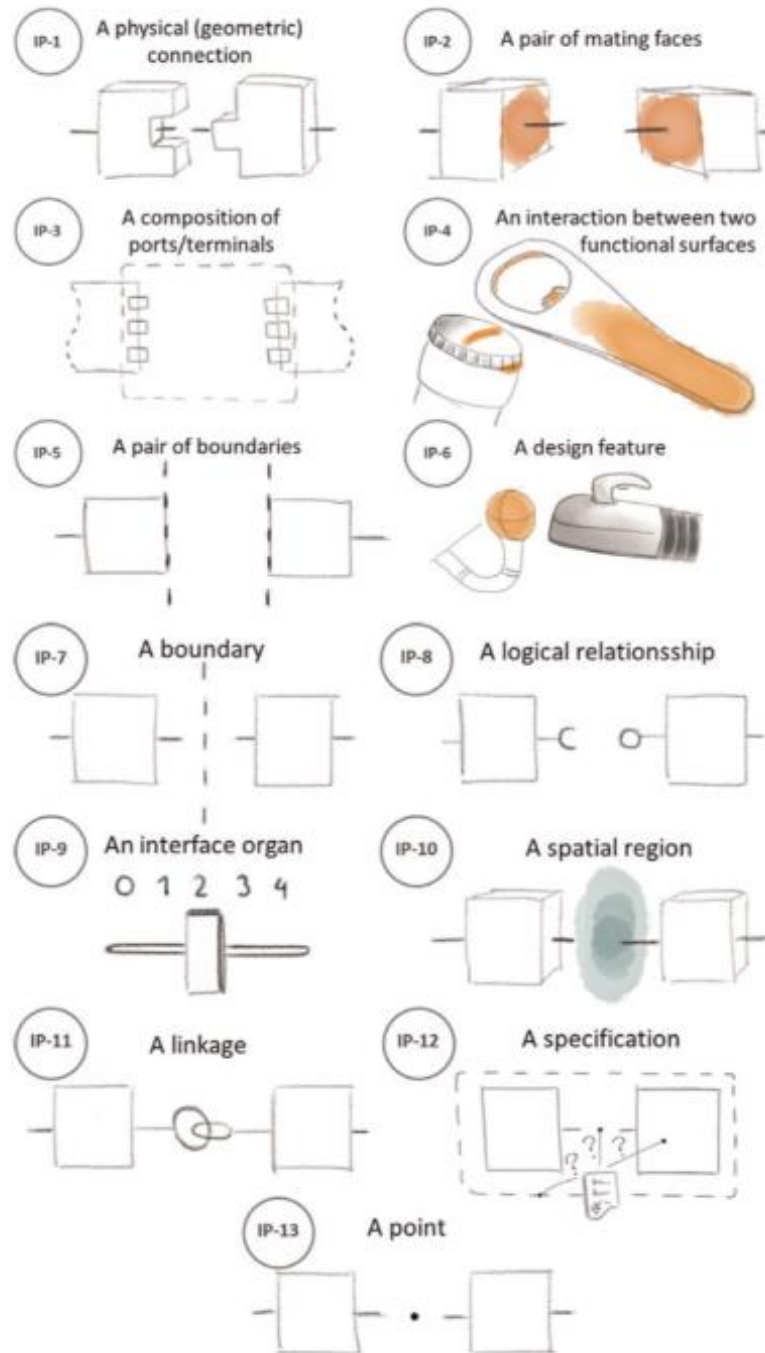 IP-1
A physical (geometric)
connection
IP-2
A pair of mating faces
IP-3
A composition of
ports/terminals
IP-4
An interaction between two
functional surfaces
IP-5
A pair of boundaries
IP-6
A design feature
IP-7
A boundary
IP-8
A logical relationsship
IP-9
An interface organ
0 1 2 3 4
IP-10
A spatial region
IP-11
A linkage
IP-12
A specification
? ? ?
IP-13
A point